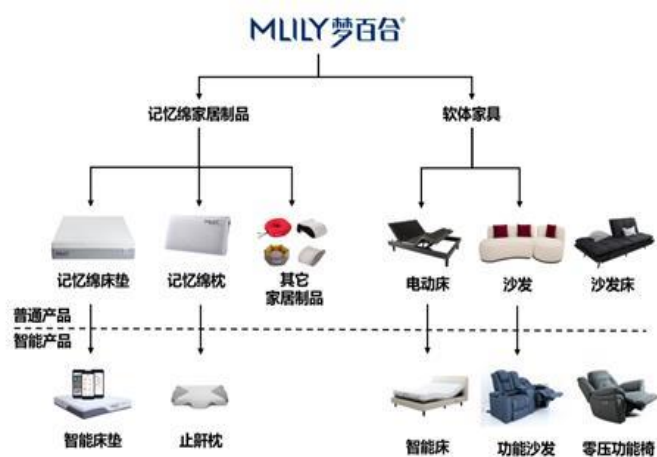 MLILY梦百合®
记忆绵家居制品
软体家具
记忆绵床垫
记忆绵枕
其它
家居制品
电动床
沙发
沙发床
普通产品
智能产品
智能床垫
止鼾枕
智能床
功能沙发
零压功能椅